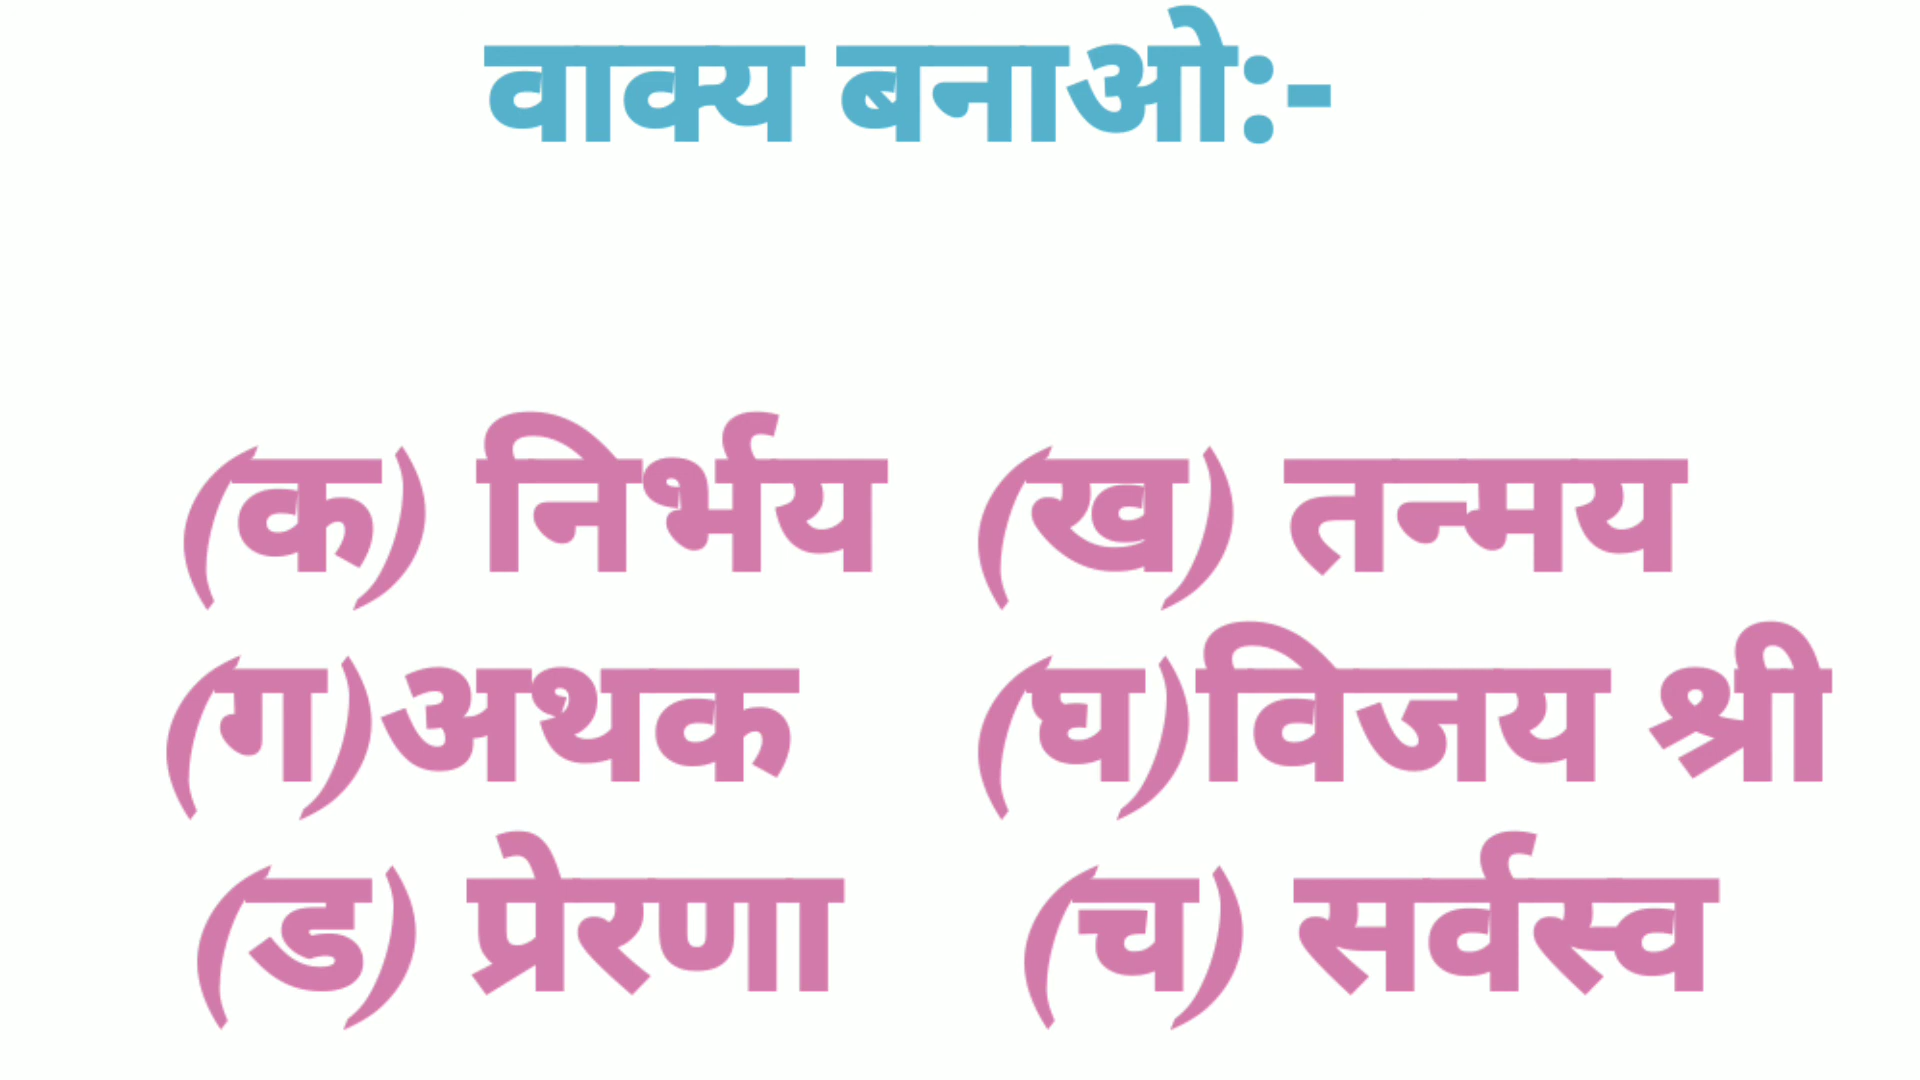 वाक्य बनाओ:-
(क) निर्भय (ख) तन्मय
(ग)अथक (घ)विजय श्री
(ड) प्रेरणा (च) सर्वस्व